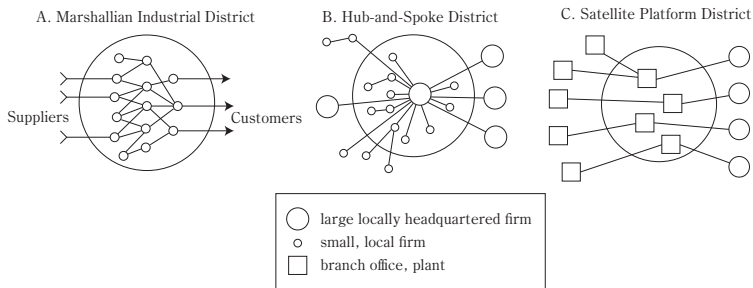 A. Marshallian Industrial District
B. Hub-and-Spoke District
C. Satellite Platform District
Suppliers
Customers
large locally headquartered firm
small, local firm
branch office, plant